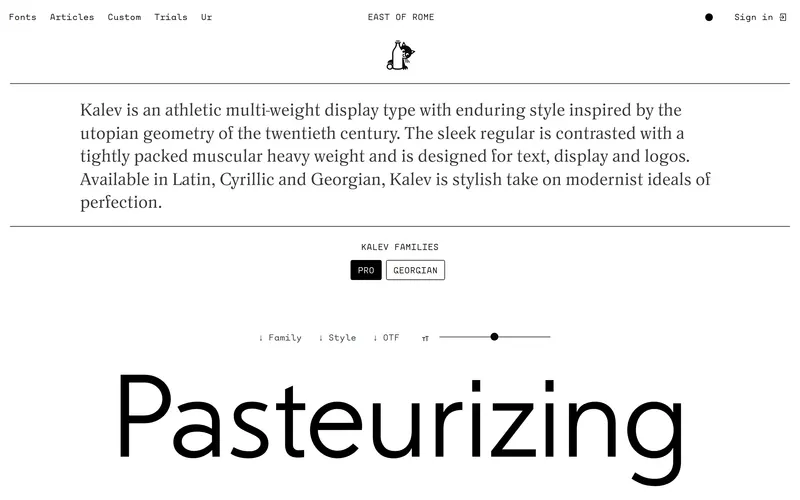 Fonts Articles Custom Trials Ur EAST OF ROME Sign in
Kalev is an athletic multi-weight display type with enduring style inspired by the
utopian geometry of the twentieth century. The sleek regular is contrasted with a
tightly packed muscular heavy weight and is designed for text, display and logos.
Available in Latin, Cyrillic and Georgian, Kalev is stylish take on modernist ideals of
perfection.
KALEV FAMILIES
PRO GEORGIAN
↓ Family ↓ Style ↓ OTF TT
Pasteurizing